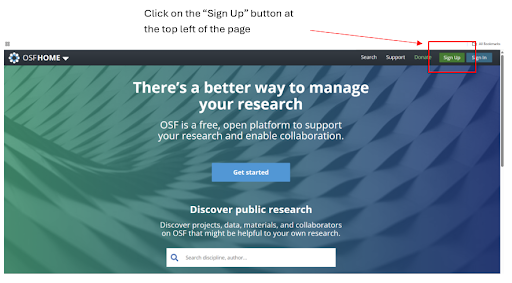 Click on the “Sign Up” button at
the top left of the page
All Bookmarks
OSFHOME
Search Support Donate Sign Up Sign In
There’s a better way to manage
your research
OSF is a free, open platform to support
your research and enable collaboration.
Get started
Discover public research
Discover projects, data, materials, and collaborators
on OSF that might be helpful to your own research.
Search discipline, author...